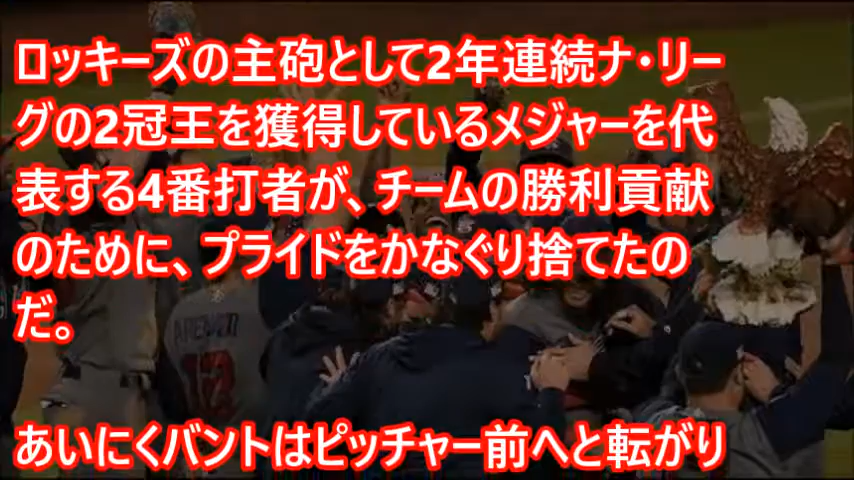 ロッキーズの主砲として2年連続ナ・リー
グの2冠王を獲得しているメジャーを代
表する4番打者が、チームの勝利貢献
のために、プライドをかなぐり捨てたの
だ。
あいにくバントはピッチャー前へと転がり